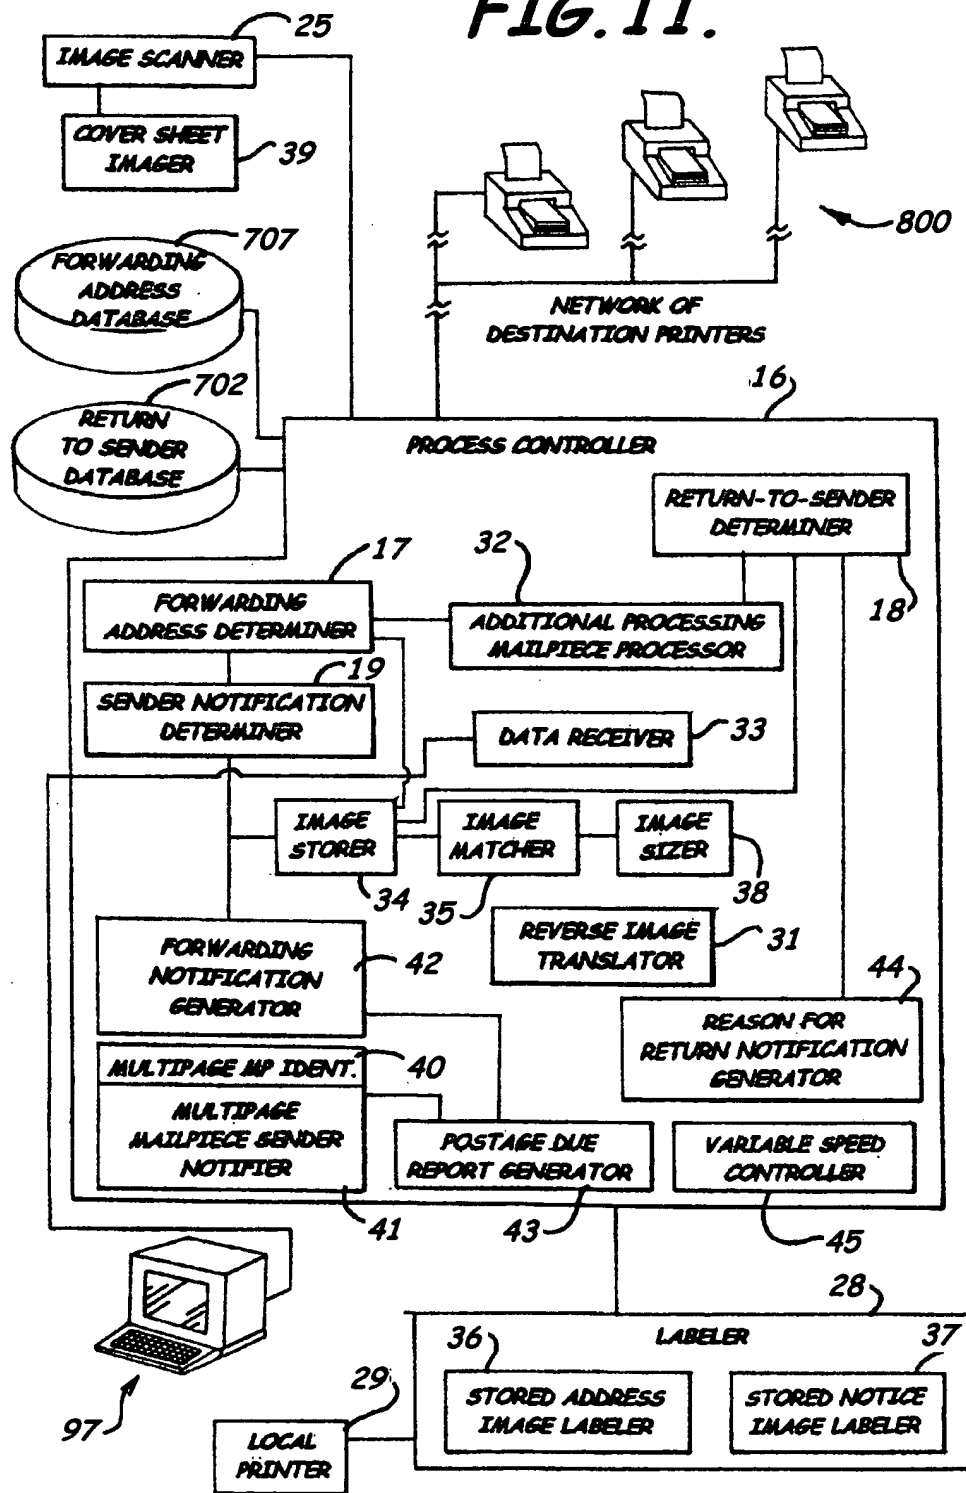 FIG. 11.
25
IMAGE SCANNER
COVER SHEET
IMAGER
39
800
707
FORWARDING
ADDRESS
DATABASE
NETWORK OF
DESTINATION PRINTERS
702
RETURN
TO SENDER
DATABASE
16
PROCESS CONTROLLER
RETURN-TO-SENDER
DETERMINER
18
17
FORWARDING
ADDRESS DETERMINER
32
ADDITIONAL PROCESSING
MAILPIECE PROCESSOR
19
SENDER NOTIFICATION
DETERMINER
DATA RECEIVER
33
IMAGE
STORER
34
IMAGE
MATCHER
35
IMAGE
SIZER
38
REVERSE IMAGE
TRANSLATOR
31
FORWARDING
NOTIFICATION
GENERATOR
42
44
REASON FOR
RETURN NOTIFICATION
GENERATOR
MULTIPAGE MP IDENT.
40
MULTIPAGE
MAILPIECE SENDER
NOTIFIER
41
POSTAGE DUE
REPORT GENERATOR
43
VARIABLE SPEED
CONTROLLER
45
97
28
LABELER
36
STORED ADDRESS
IMAGE LABELER
37
STORED NOTICE
IMAGE LABELER
29
LOCAL
PRINTER